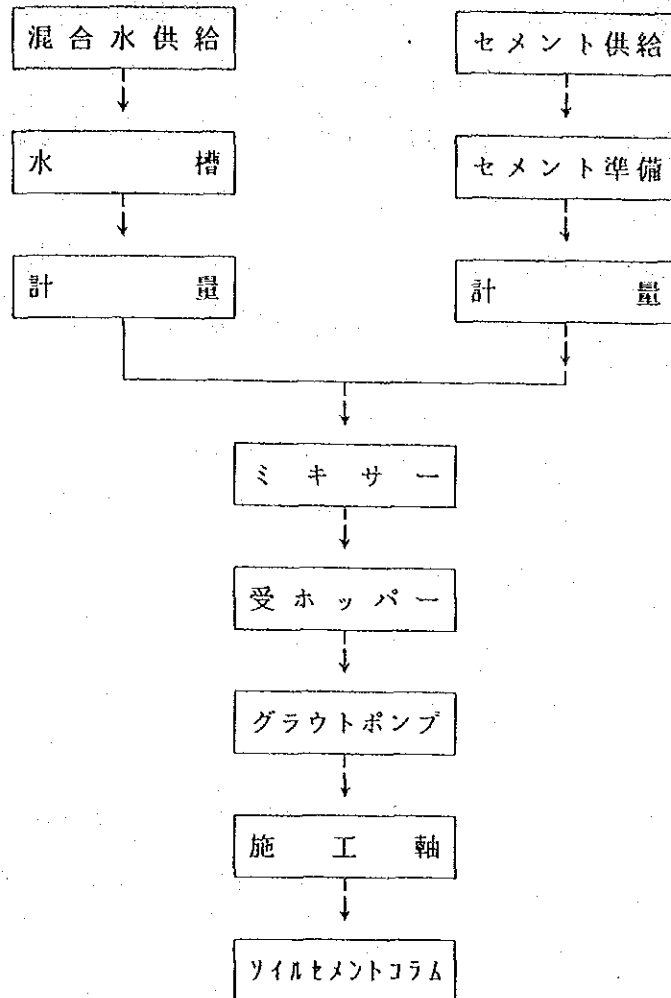 混合水供給
セメント供給
水槽
セメント準備
計量
計量
ミキサー
受ホッパー
グラウトポンプ
施工軸
ソイルセメントコラム